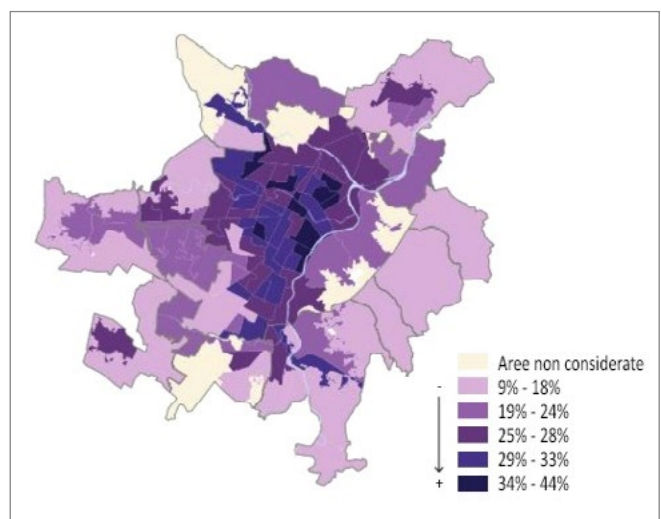 Aree non considerate
- 9% - 18%
19% - 24%
25% - 28%
29% - 33%
+ 34% - 44%